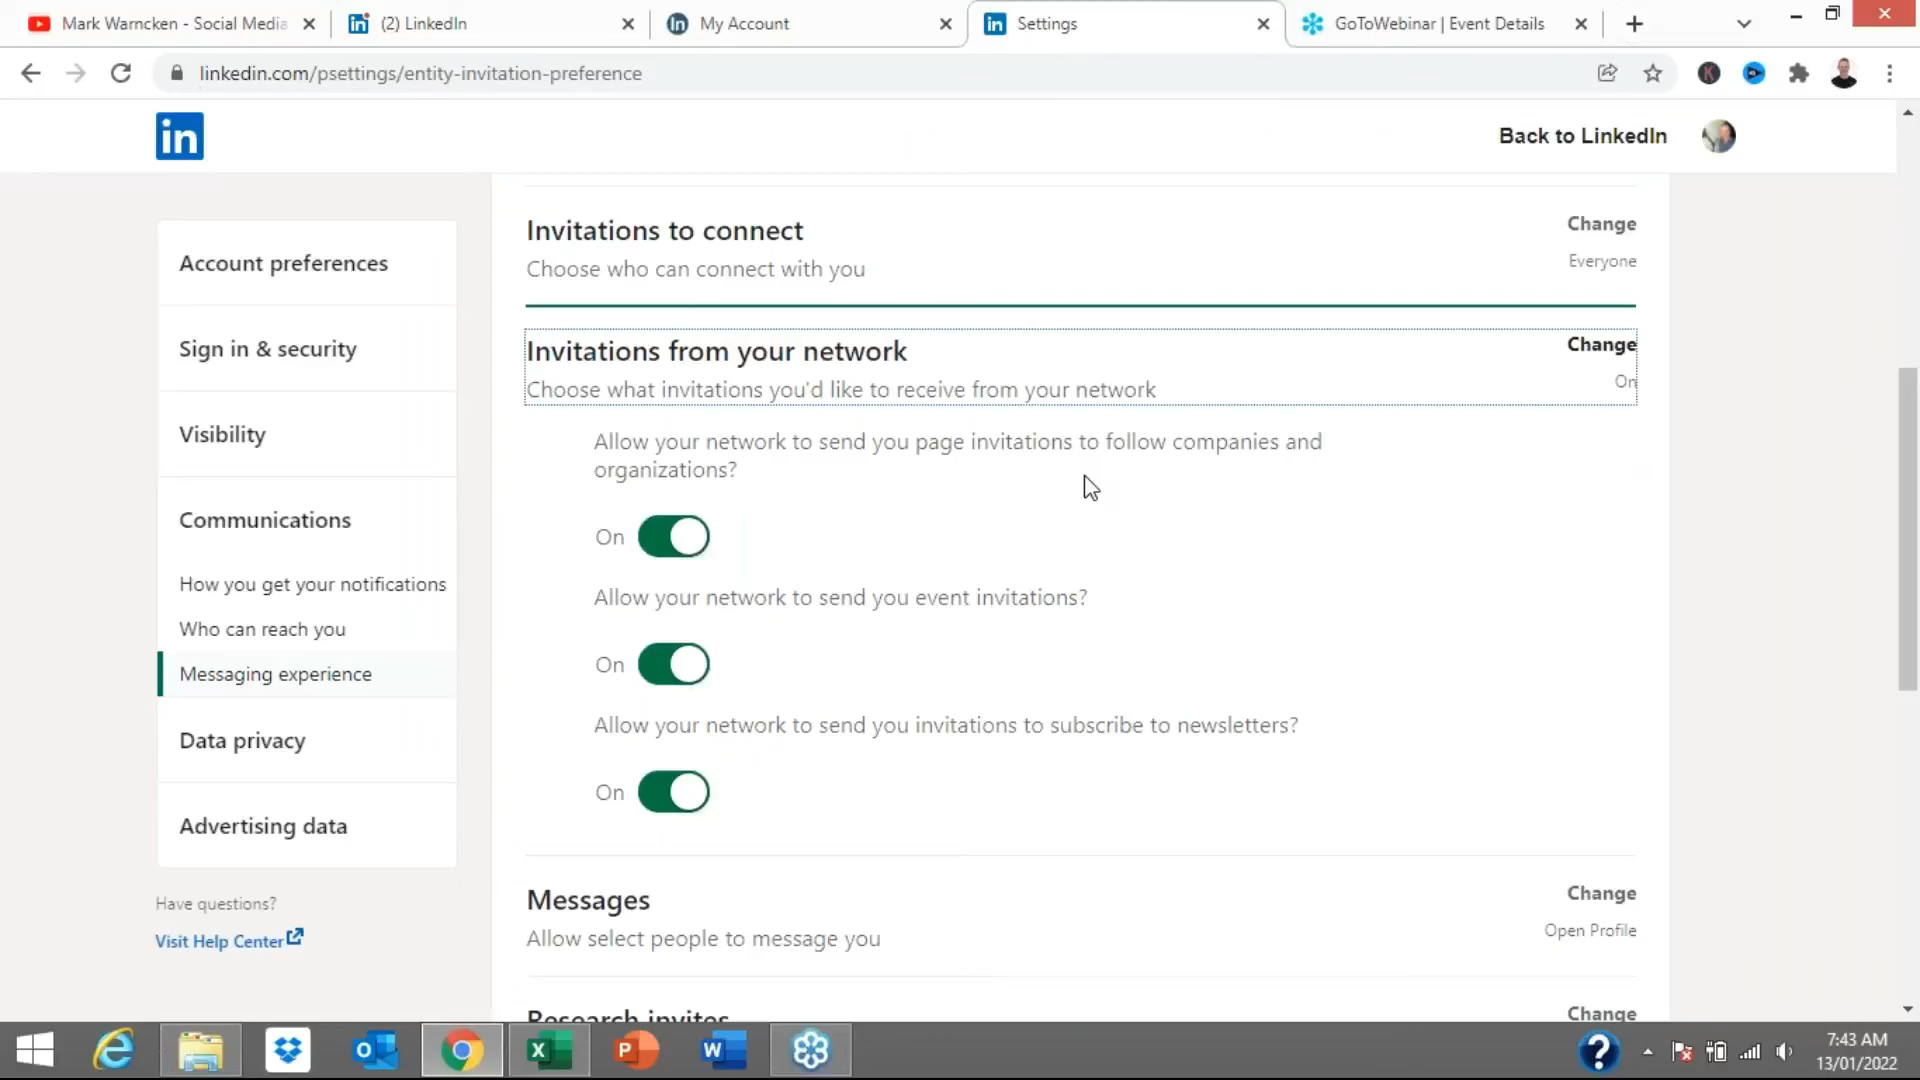 Mark Warncken - Social Media
(2) LinkedIn
My Account
Settings
GoToWebinar | Event Details
linkedin.com/psettings/entity-invitation-preference
K
in
Back to LinkedIn
Account preferences
Sign in & security
Visibility
Communications
How you get your notifications
Who can reach you
Messaging experience
Data privacy
Advertising data
Have questions?
Visit Help Center
Invitations to connect
Change
Choose who can connect with you
Everyone
Invitations from your network
Change
Choose what invitations you'd like to receive from your network
On
Allow your network to send you page invitations to follow companies and
organizations?
On
Allow your network to send you event invitations?
On
Allow your network to send you invitations to subscribe to newsletters?
On
Messages
Change
Allow select people to message you
Open Profile
Research invites
Change
7:43 AM
13/01/2022